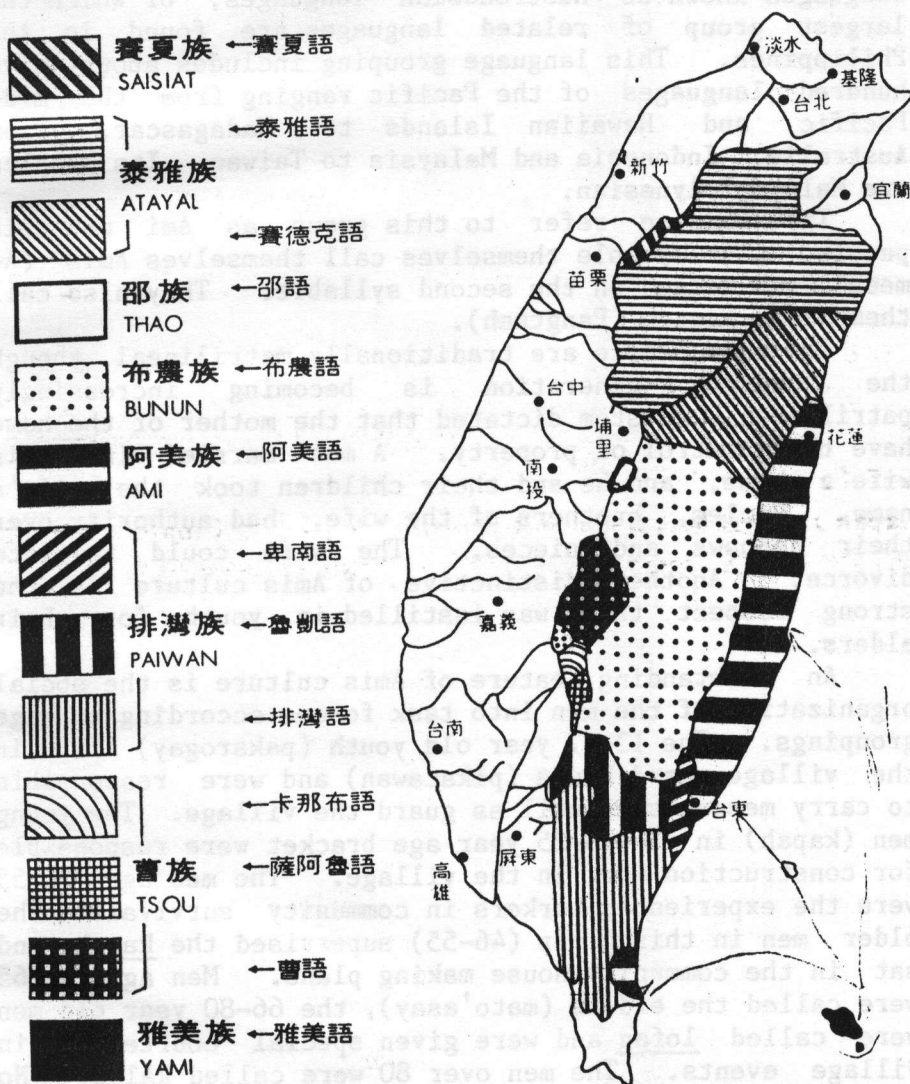 賽夏族 ←賽夏語
SAISIAT
←泰雅語
泰雅族
ATAYAL
←賽德克語
邵族 ←邵語
THAO
布農族 ←布農語
BUNUN
阿美族 ←阿美語
AMI
←卑南語
排灣族 ←魯凱語
PAIWAN
←排灣語
←卡那布語
曹族 ←薩阿魯語
TSOU
←曹語
雅美族 ←雅美語
YAMI
淡水
基隆
台北
新竹
宜蘭
苗栗
台中
埔里
花蓮
南投
嘉義
台南
台東
屏東
高雄